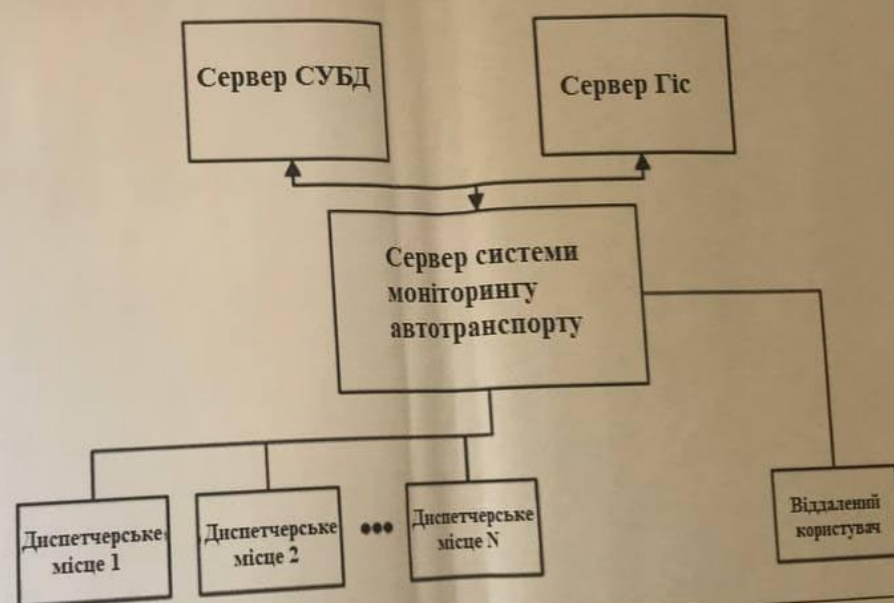 Сервер СУБД
Сервер Гіс
Сервер системи
моніторингу
автотранспорту
Диспетчерське
місце 1
Диспетчерське
місце 2
•••
Диспетчерське
місце N
Віддалений
користувач